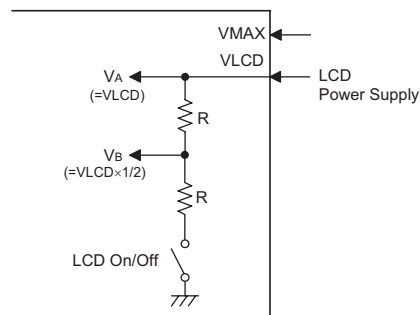 VMAX
VLCD
VA
(=VLCD)
LCD
Power Supply
R
VB
(=VLCD×1/2)
R
LCD On/Off